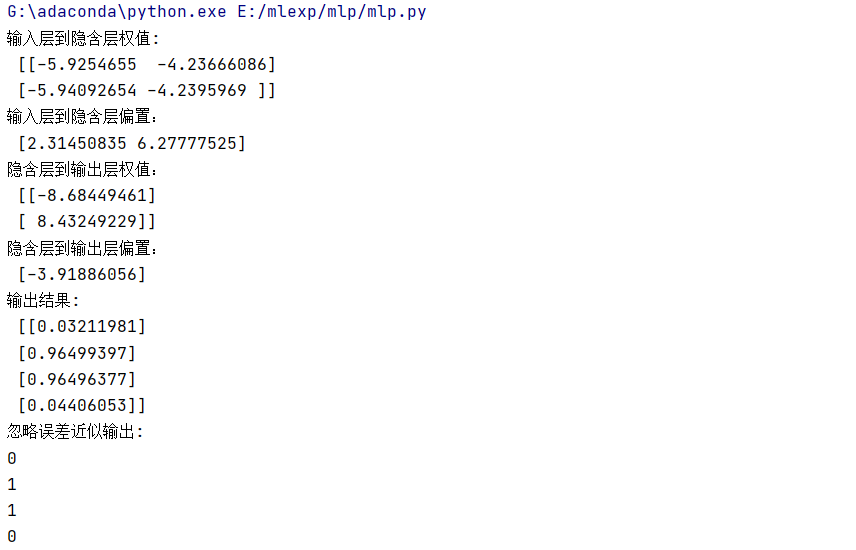 G:\adaconda\python.exe E:/mlexp/mlp/mlp.py
输入层到隐含层权值:
[[-5.9254655  -4.23666086]
[-5.94092654 -4.2395969 ]]
输入层到隐含层偏置:
[2.31450835 6.27777525]
隐含层到输出层权值:
[[-8.68449461]
[ 8.43249229]]
隐含层到输出层偏置:
[-3.91886056]
输出结果:
[[0.03211981]
[0.96499397]
[0.96496377]
[0.04406053]]
忽略误差近似输出:
0
1
1
0